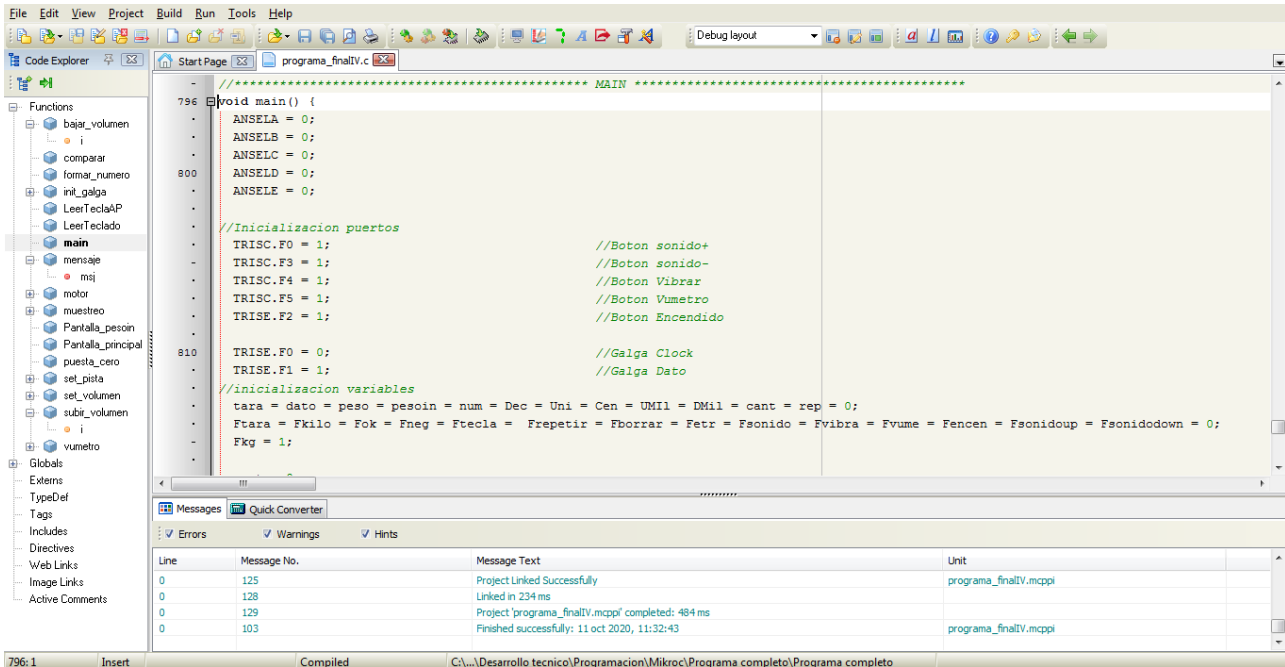 File Edit View Project Build Run Tools Help
Debug layout
Code Explorer
Start Page programa_finalIV.c
Functions
bajar_volumen
i
comparar
formar_numero
init_galga
LeerTeclaAP
LeerTeclado
main
mensaje
msj
motor
muestreo
Pantalla_pesoin
Pantalla_principal
puesta_cero
set_pista
set_volumen
subir_volumen
i
vumetro
Globals
Externs
TypeDef
Tags
Includes
Directives
Web Links
Image Links
Active Comments
//*********************************************** MAIN ********************************************
796 void main() {
ANSELA = 0;
ANSELB = 0;
ANSELC = 0;
800 ANSELD = 0;
ANSELE = 0;
//Inicializacion puertos
TRISC.F0 = 1; //Boton sonido+
TRISC.F3 = 1; //Boton sonido-
TRISC.F4 = 1; //Boton Vibrar
TRISC.F5 = 1; //Boton Vumetro
TRISE.F2 = 1; //Boton Encendido
810 TRISE.F0 = 0; //Galga Clock
TRISE.F1 = 1; //Galga Dato
//inicializacion variables
tara = dato = peso = pesoin = num = Dec = Uni = Cen = UMIl = DMil = cant = rep = 0;
Ftara = Fkilo = Fok = Fneg = Ftecla = Frepetir = Fborrar = Fetr = Fsonido = Fvibra = Fvume = Fencen = Fsonidoup = Fsonidodown = 0;
Fkg = 1;
Messages Quick Converter
Errors Warnings Hints
Line Message No. Message Text Unit
0 125 Project Linked Successfully programa_finalIV.mcppi
0 128 Linked in 234 ms
0 129 Project 'programa_finalIV.mcppi' completed: 484 ms
0 103 Finished successfully: 11 oct 2020, 11:32:43 programa_finalIV.mcppi
796: 1 Insert Compiled C:\...\Desarrollo tecnico\Programacion\Mikroc\Programa completo\Programa completo